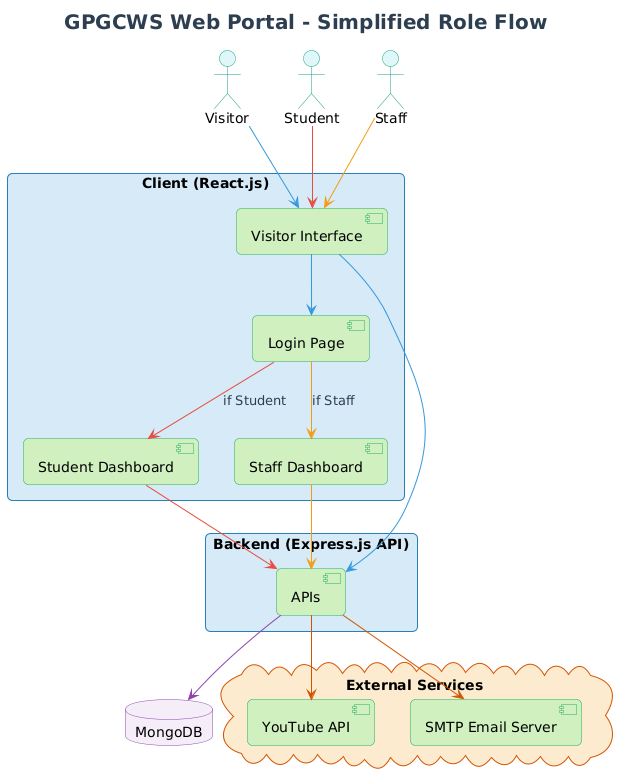 GPGCWS Web Portal - Simplified Role Flow
Visitor
Student
Staff
Client (React.js)
Visitor Interface
Login Page
if Student
if Staff
Student Dashboard
Staff Dashboard
Backend (Express.js API)
APIs
External Services
MongoDB
YouTube API
SMTP Email Server